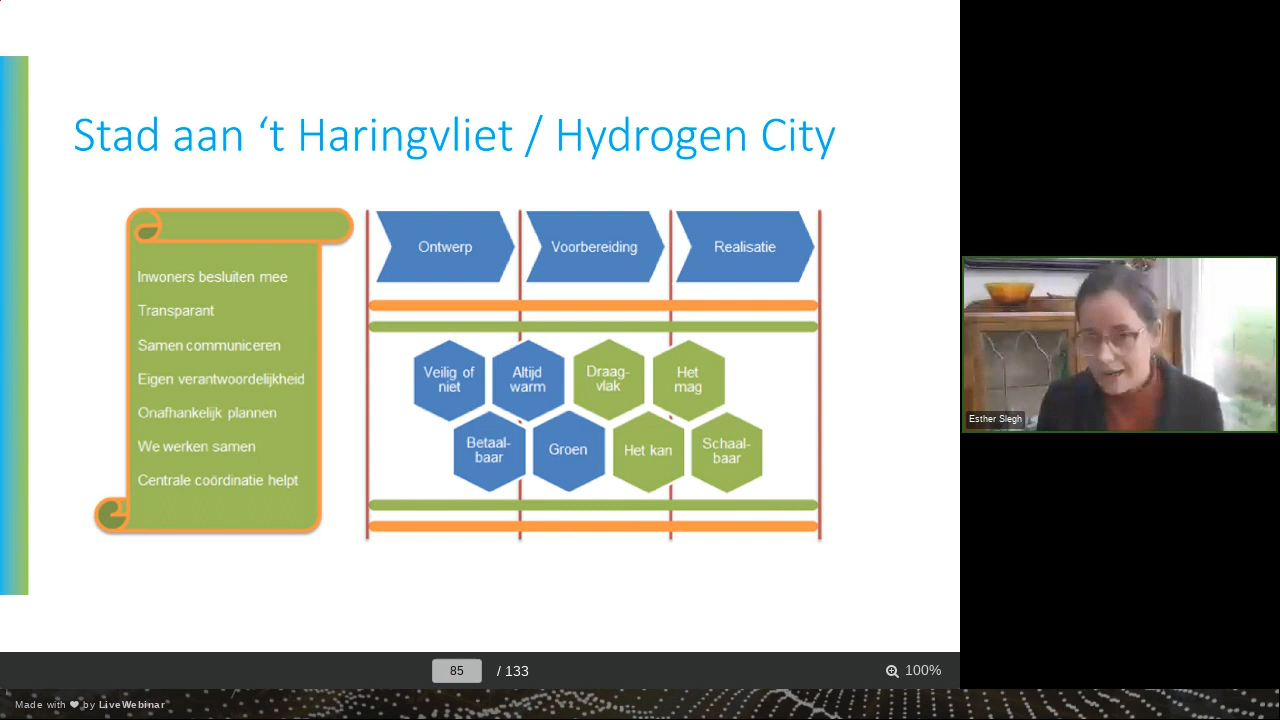 Stad aan ‘t Haringvliet / Hydrogen City
Inwoners besluiten mee
Transparant
Samen communiceren
Eigen verantwoordelijkheid
Onafhankelijk plannen
We werken samen
Centrale coördinatie helpt
Ontwerp
Voorbereiding
Realisatie
Veilig of
niet
Altijd
warm
Draag-
vlak
Het
mag
Betaal-
baar
Groen
Het kan
Schaal-
baar
Esther Slegh
85 / 133
100%
Made with ❤ by LiveWebinar